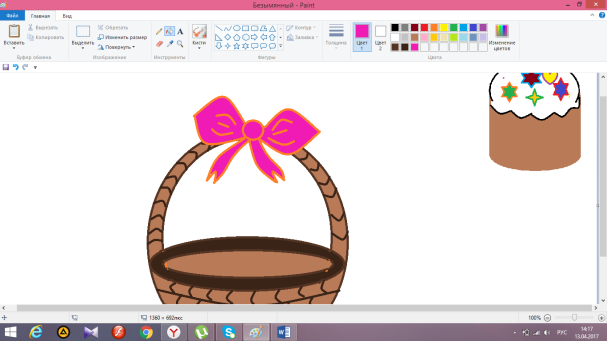 Безымянный - Paint
Файл Главная Вид
Вставить
Вырезать
Копировать
Буфер обмена
Выделить
Обрезать
Изменить размер
Повернуть
Изображение
A
Инструменты
Кисти
Контур
Заливка
Фигуры
Толщина
Цвет 1
Цвет 2
Изменение цветов
Цвета
1360 × 692пкс
100%
РУС
14:17
13.04.2017